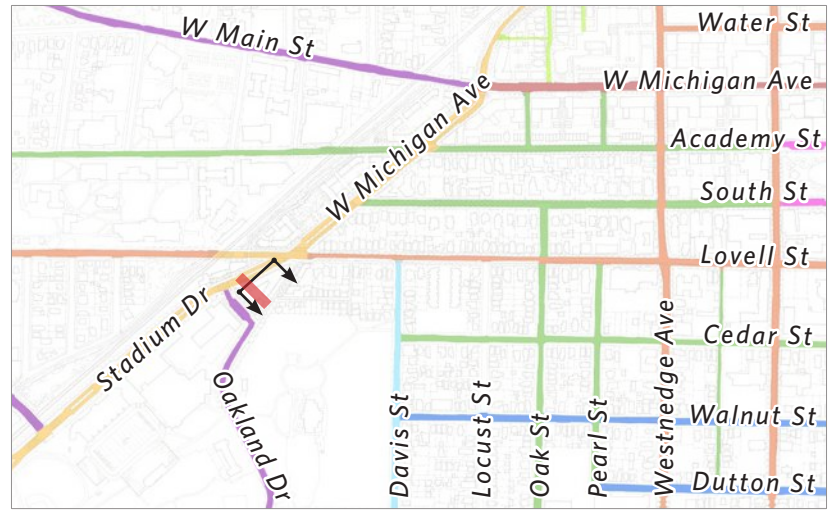 W Main St
Water St
W Michigan Ave
W Michigan Ave
Academy St
South St
Lovell St
Stadium Dr
Westnedge Ave
Cedar St
Oakland Dr
Davis St
Locust St
Oak St
Pearl St
Walnut St
Dutton St